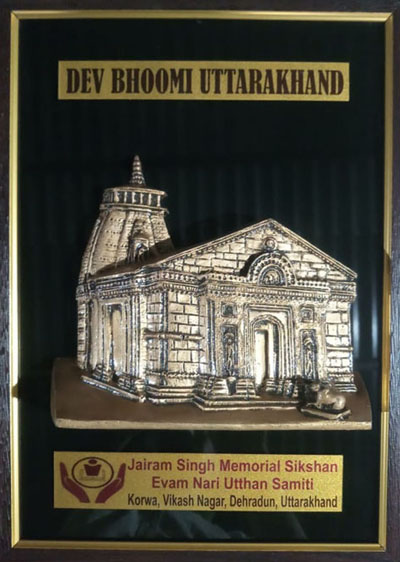 DEV BHOOMI UTTARAKHAND
Jairam Singh Memorial Sikshan
Evam Nari Utthan Samiti
Korwa, Vikash Nagar, Dehradun, Uttarakhand